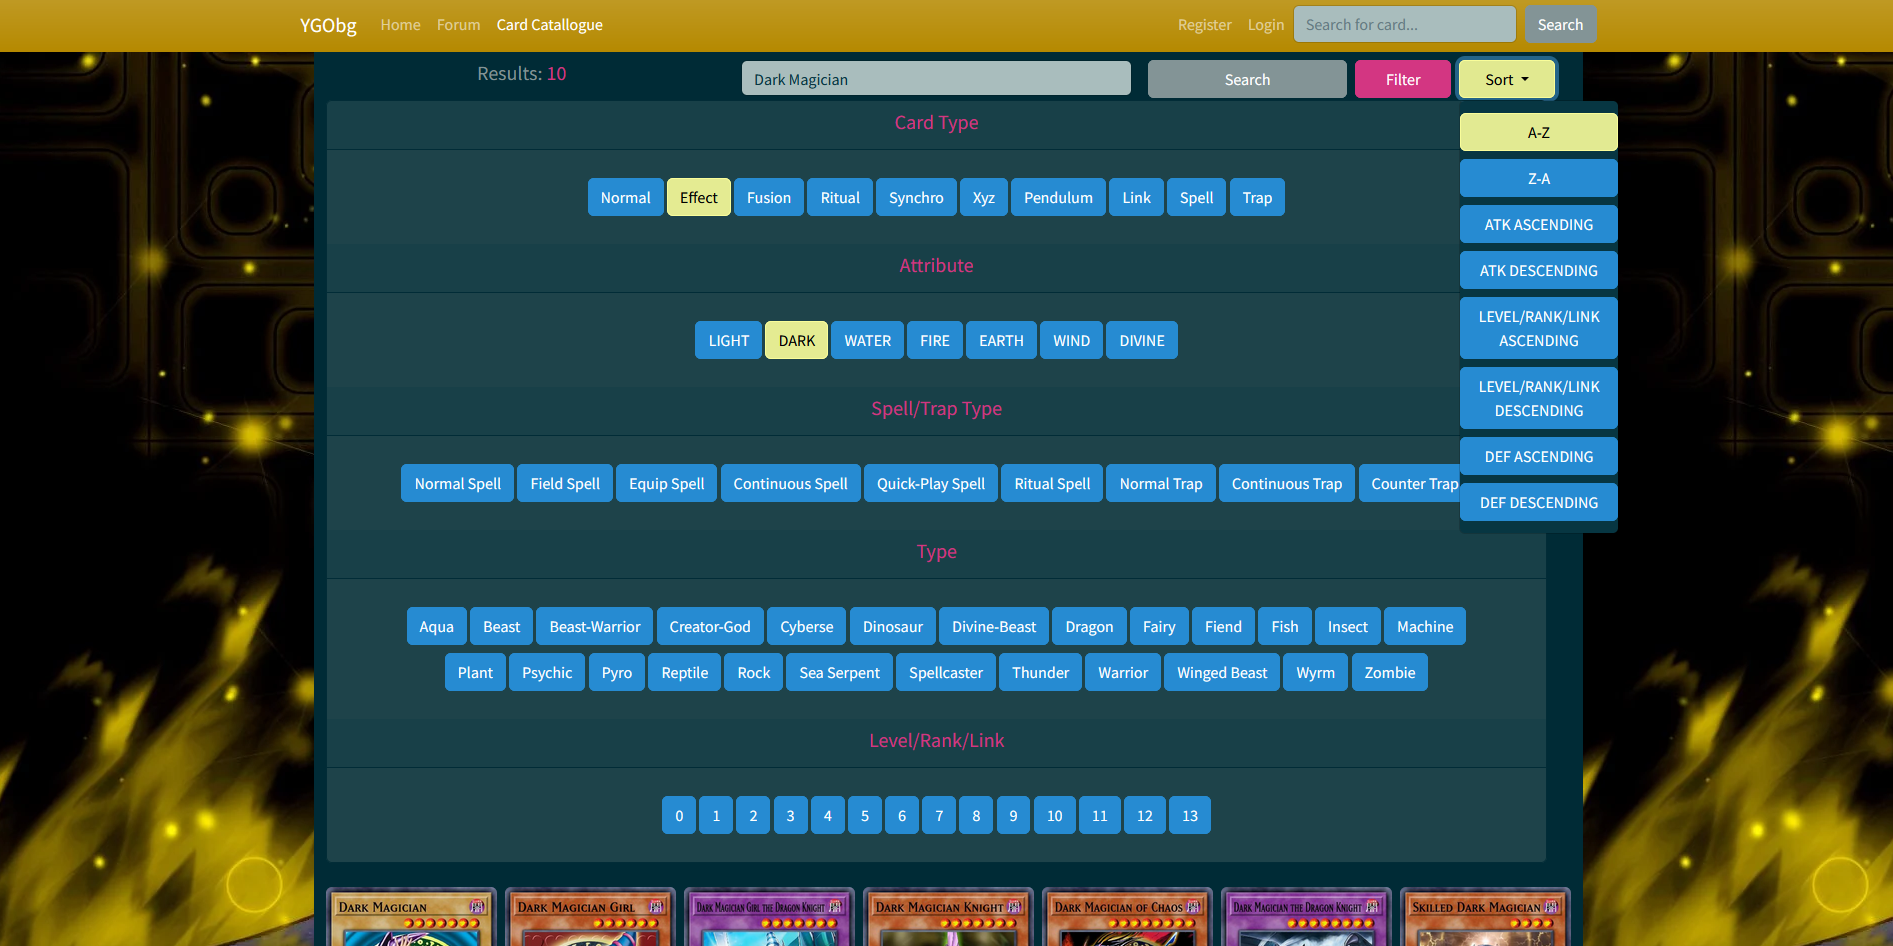 YGObg Home Forum Card Catallogue Register Login Search for card... Search
Results: 10 Dark Magician Search Filter Sort
Card Type
A-Z
Z-A
ATK ASCENDING
ATK DESCENDING
LEVEL/RANK/LINK
ASCENDING
LEVEL/RANK/LINK
DESCENDING
DEF ASCENDING
DEF DESCENDING
Normal Effect Fusion Ritual Synchro Xyz Pendulum Link Spell Trap
Attribute
LIGHT DARK WATER FIRE EARTH WIND DIVINE
Spell/Trap Type
Normal Spell Field Spell Equip Spell Continuous Spell Quick-Play Spell Ritual Spell Normal Trap Continuous Trap Counter Trap
Type
Aqua Beast Beast-Warrior Creator-God Cyberse Dinosaur Divine-Beast Dragon Fairy Fiend Fish Insect Machine
Plant Psychic Pyro Reptile Rock Sea Serpent Spellcaster Thunder Warrior Winged Beast Wyrm Zombie
Level/Rank/Link
0 1 2 3 4 5 6 7 8 9 10 11 12 13
Dark Magician Dark Magician Girl Dark Magician Girl the Dragon Knight Dark Magician Knight Dark Magician of Chaos Dark Magician the Dragon Knight Skilled Dark Magician